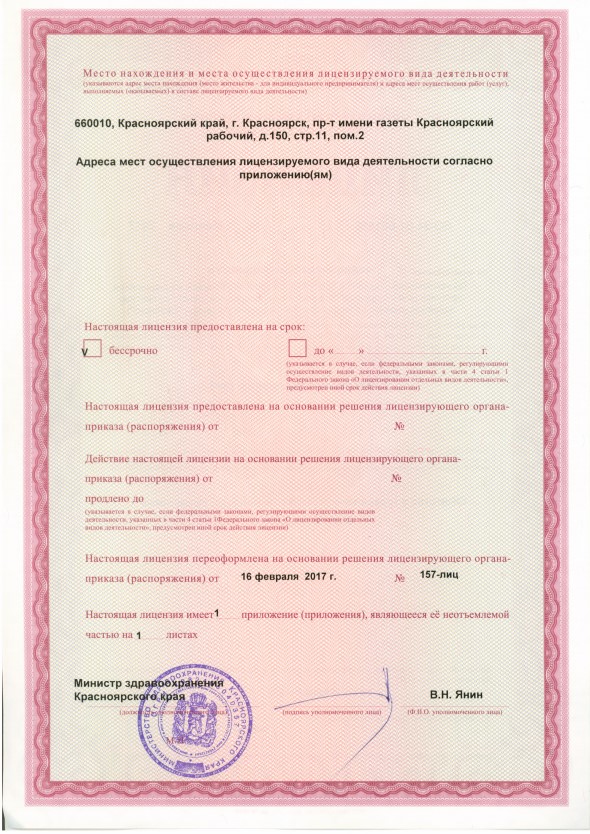 Место нахождения и места осуществления лицензируемого вида деятельности
(указываются адрес места нахождения (место жительства - для индивидуального предпринимателя) и адреса мест осуществления работ (услуг),
выполняемых (оказываемых) в составе лицензируемого вида деятельности)
660010, Красноярский край, г. Красноярск, пр-т имени газеты Красноярский
рабочий, д.150, стр.11, пом.2
Адреса мест осуществления лицензируемого вида деятельности согласно
приложению(ям)
Настоящая лицензия предоставлена на срок:
v бессрочно до « » г.
(указывается в случае, если федеральными законами, регулирующими
осуществление видов деятельности, указанных в части 4 статьи 1
Федерального закона «О лицензировании отдельных видов деятельности»,
предусмотрен иной срок действия лицензии)
Настоящая лицензия предоставлена на основании решения лицензирующего органа-
приказа (распоряжения) от №
Действие настоящей лицензии на основании решения лицензирующего органа-
приказа (распоряжения) от №
продлено до
(указывается в случае, если федеральными законами, регулирующими осуществление видов
деятельности, указанных в части 4 статьи 1Федерального закона «О лицензировании отдельных
видов деятельности», предусмотрен иной срок действия лицензии)
Настоящая лицензия переоформлена на основании решения лицензирующего органа-
приказа (распоряжения) от 16 февраля 2017 г. № 157-лиц
Настоящая лицензия имеет 1 приложение (приложения), являющееся её неотъемлемой
частью на 1 листах
Министр здравоохранения
Красноярского края
В.Н. Янин
(подпись уполномоченного лица) (Ф.И.О. уполномоченного лица)
МИНИСТЕРСТВО ЗДРАВООХРАНЕНИЯ КРАСНОЯРСКОГО КРАЯ